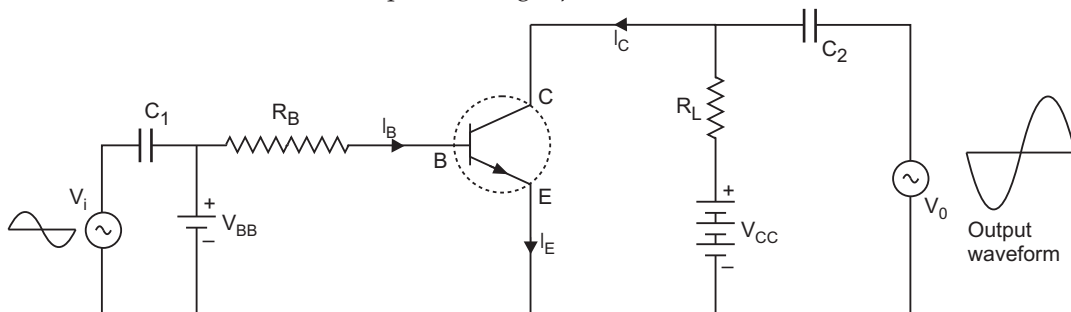 I_C
C_2
C
R_L
C_1
R_B
I_B
B
E
V_i
+
V_BB
–
I_E
+
V_CC
–
V_0
Output
waveform